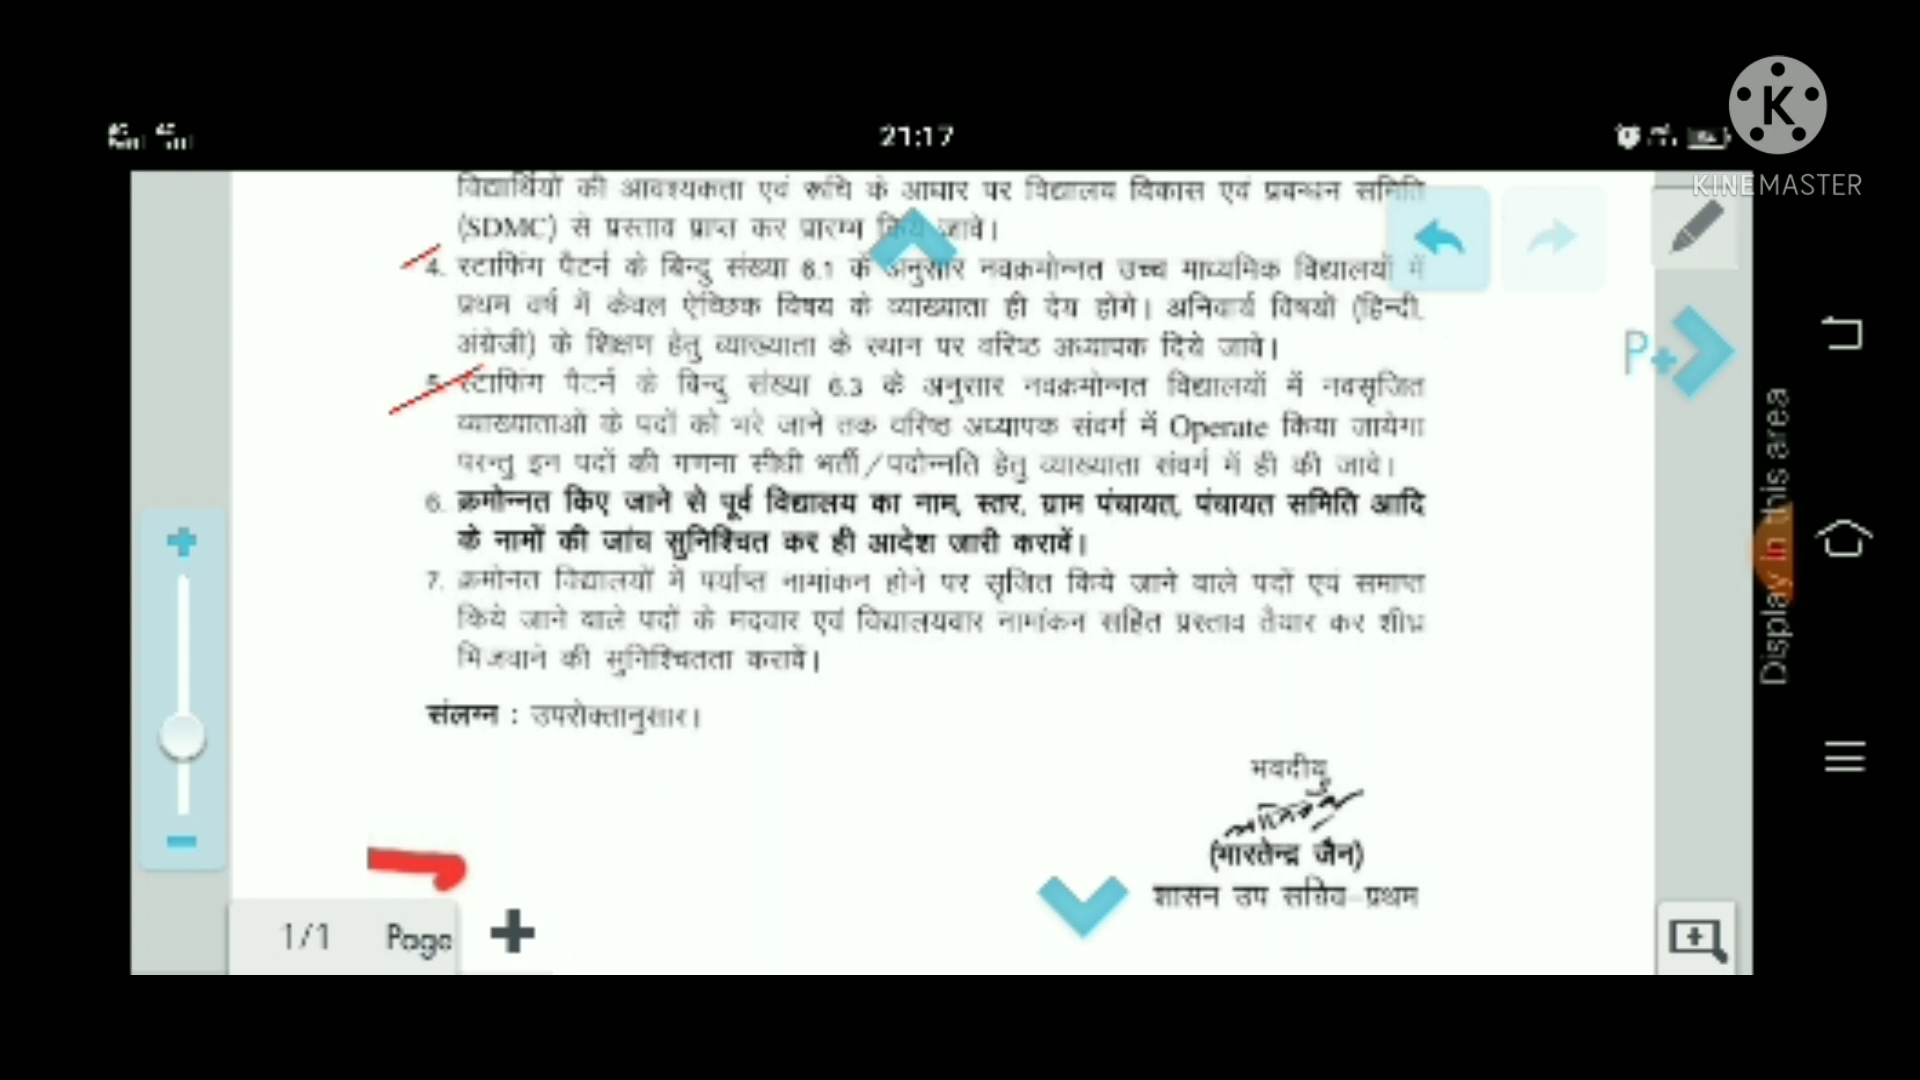 21:17
K
KINEMASTER
विद्यार्थियों की आवश्यकता एवं रूचि के आधार पर विद्यालय विकास एवं प्रबन्धन समिति
(SDMC) से प्रस्ताव प्राप्त कर प्रारम्भ किये जावे।
4. स्टाफिंग पैटर्न के बिन्दु संख्या 6.1 के अनुसार नवक्रमोन्नत उच्च माध्यमिक विद्यालयों में
प्रथम वर्ष में केवल ऐच्छिक विषय के व्याख्याता ही देय होंगे। अनिवार्य विषयों (हिन्दी,
अंग्रेजी) के शिक्षण हेतु व्याख्याता के स्थान पर वरिष्ठ अध्यापक दिये जावे।
5. स्टाफिंग पैटर्न के बिन्दु संख्या 6.3 के अनुसार नवक्रमोन्नत विद्यालयों में नवसृजित
व्याख्याताओं के पदों को भरे जाने तक वरिष्ठ अध्यापक संवर्ग में Operate किया जायेगा
परन्तु इन पदों की गणना सीधी भर्ती/पदोन्नति हेतु व्याख्याता संवर्ग में ही की जावे।
6. क्रमोन्नत किए जाने से पूर्व विद्यालय का नाम, स्तर, ग्राम पंचायत, पंचायत समिति आदि
के नामों की जांच सुनिश्चित कर ही आदेश जारी करावें।
7. क्रमोनत विद्यालयों में पर्याप्त नामांकन होने पर सृजित किये जाने वाले पदों एवं समाप्त
किये जाने वाले पदों के मदवार एवं विद्यालयवार नामांकन सहित प्रस्ताव तैयार कर शीघ्र
भिजवाने की सुनिश्चितता करावें।
संलग्न : उपरोक्तानुसार।
भवदीय
(भारतेन्द्र जैन)
शासन उप सचिव-प्रथम
P+
Display in this area
1/1 Page